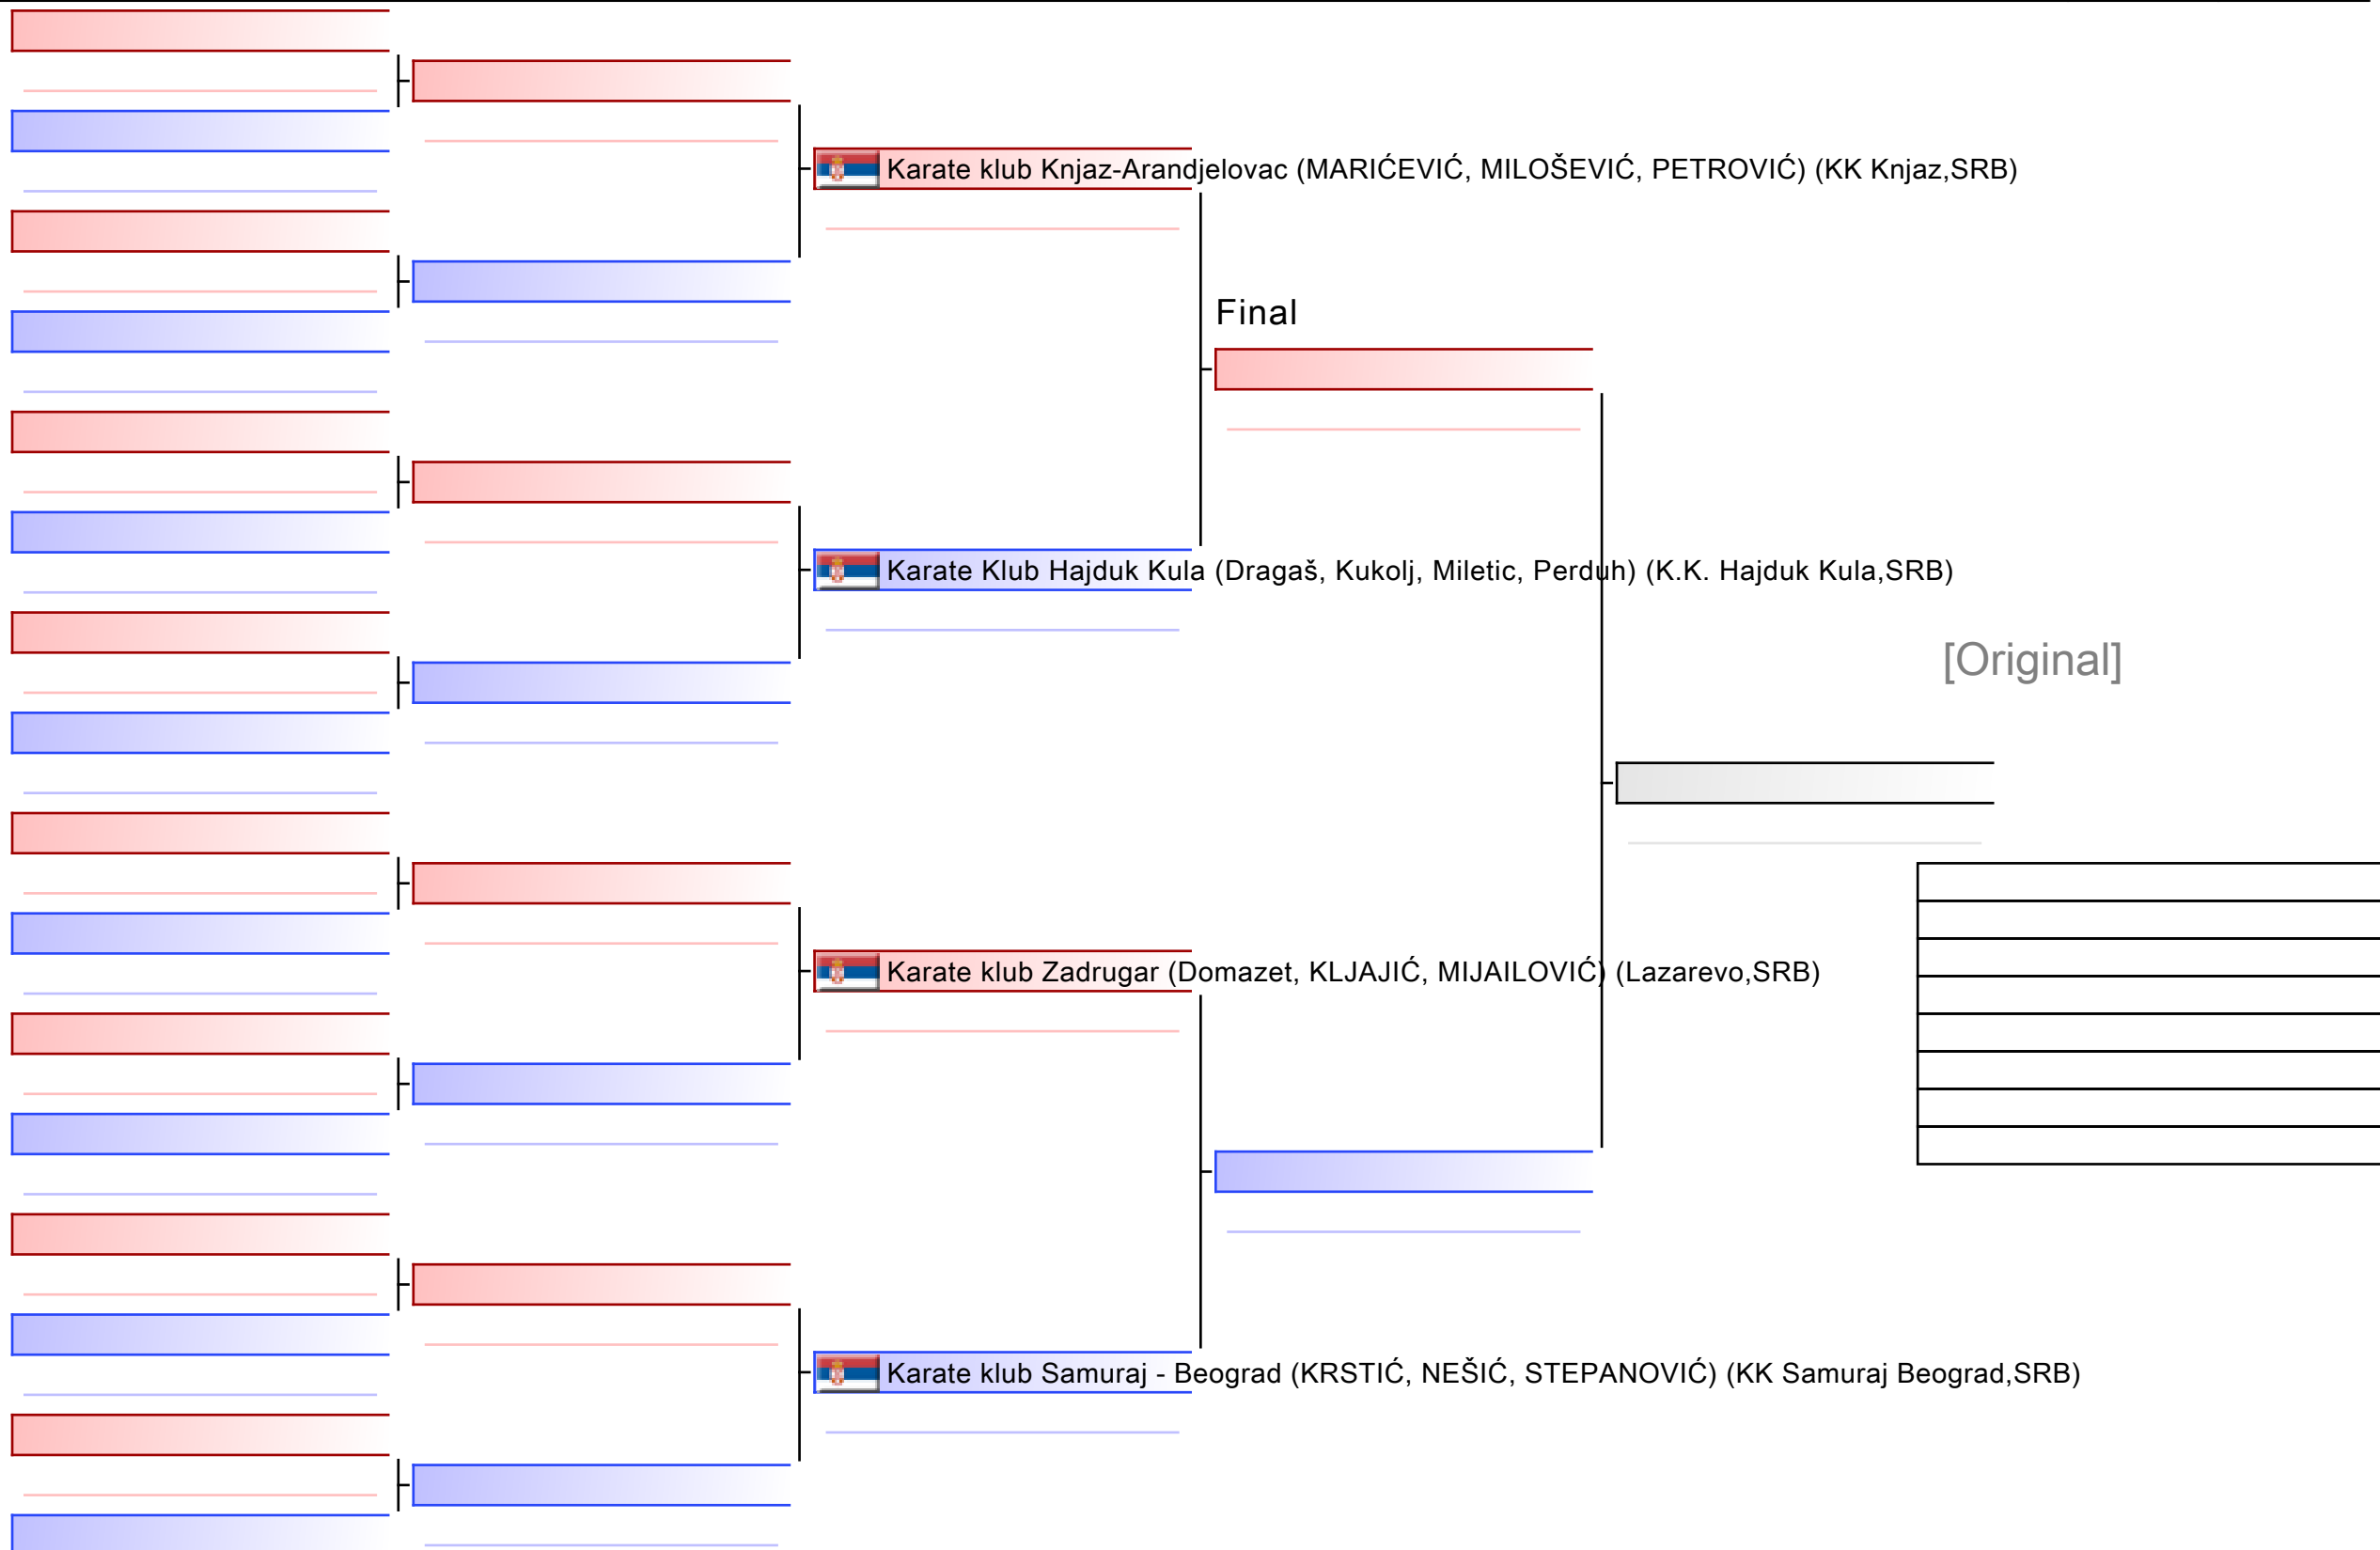 Karate klub Knjaz-Arandjelovac (MARIĆEVIĆ, MILOŠEVIĆ, PETROVIĆ) (KK Knjaz,SRB)
Final
Karate Klub Hajduk Kula (Dragaš, Kukolj, Miletic, Perduh) (K.K. Hajduk Kula,SRB)
[Original]
Karate klub Zadrugar (Domazet, KLJAJIĆ, MIJAILOVIĆ) (Lazarevo,SRB)
Karate klub Samuraj - Beograd (KRSTIĆ, NEŠIĆ, STEPANOVIĆ) (KK Samuraj Beograd,SRB)